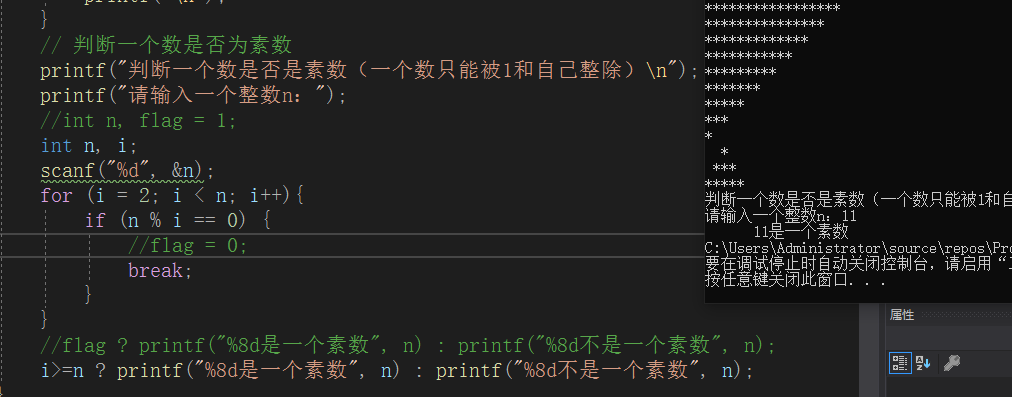 }
// 判断一个数是否为素数
printf("判断一个数是否是素数（一个数只能被1和自己整除）\n");
printf("请输入一个整数n：");
//int n, flag = 1;
int n, i;
scanf("%d", &n);
for (i = 2; i < n; i++){
if (n % i == 0) {
//flag = 0;
break;
}
}
//flag ? printf("%8d是一个素数", n) : printf("%8d不是一个素数", n);
i>=n ? printf("%8d是一个素数", n) : printf("%8d不是一个素数", n);
*****************
***************
*************
***********
*********
*******
*****
***
*
*
***
*****
判断一个数是否是素数（一个数只能被1和自
请输入一个整数n：11
11是一个素数
C:\Users\Administrator\source\repos\Pro
要在调试停止时自动关闭控制台，请启用“
按任意键关闭此窗口. . .
属性